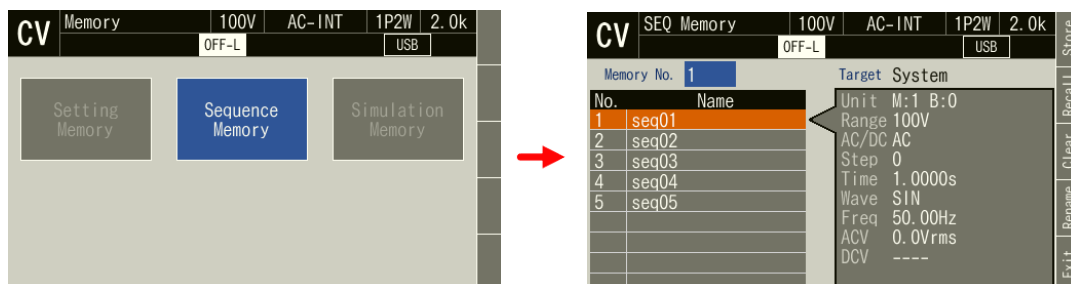 CV Memory 100V AC-INT 1P2W 2.0k
OFF-L USB
Setting Memory
Sequence Memory
Simulation Memory
CV SEQ Memory 100V AC-INT 1P2W 2.0k
OFF-L USB
Memory No. 1
No. Name
1 seq01
2 seq02
3 seq03
4 seq04
5 seq05
Target System
Unit M:1 B:0
Range 100V
AC/DC AC
Step 0
Time 1.0000s
Wave SIN
Freq 50.00Hz
ACV 0.0Vrms
DCV ----
Store
Recall
Clear
Rename
Exit